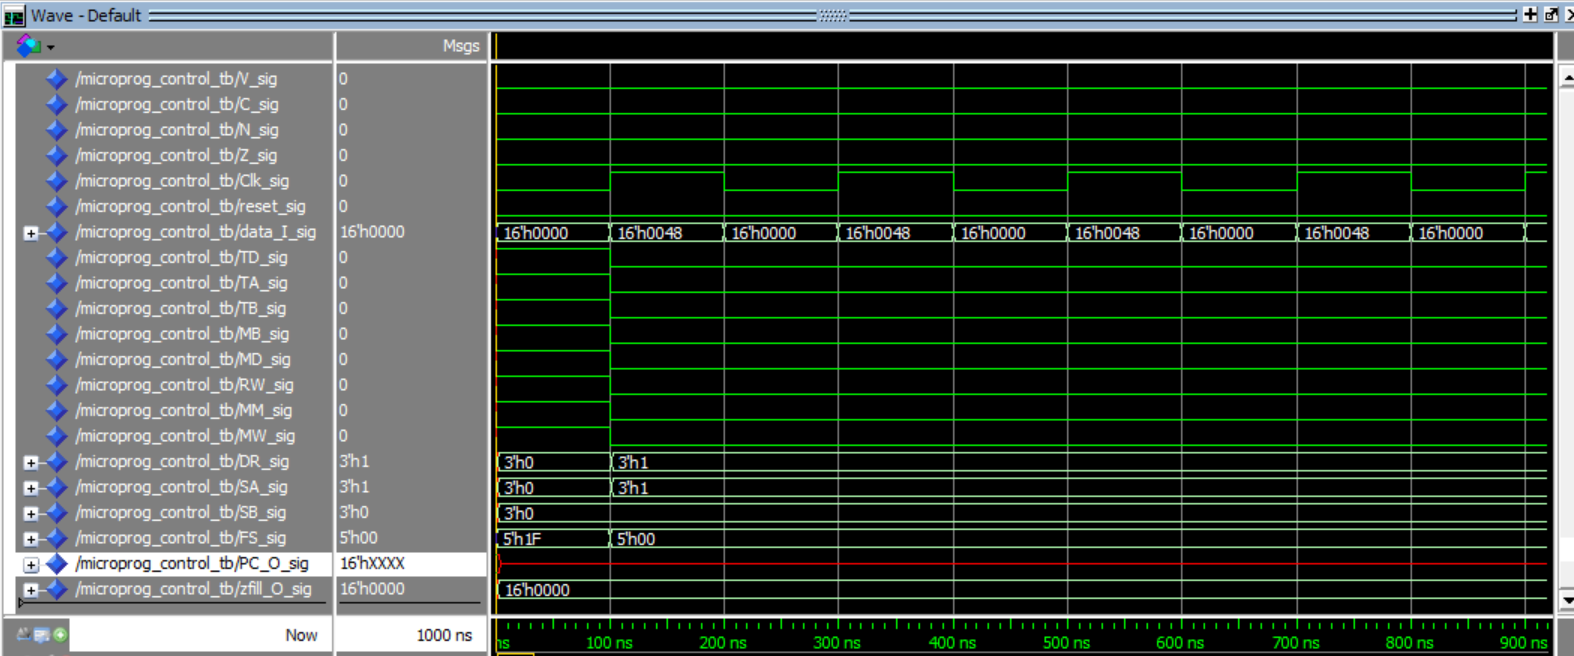 Wave - Default
Msgs
/microprog_control_tb/V_sig 0
/microprog_control_tb/C_sig 0
/microprog_control_tb/N_sig 0
/microprog_control_tb/Z_sig 0
/microprog_control_tb/Clk_sig 0
/microprog_control_tb/reset_sig 0
/microprog_control_tb/data_I_sig 16'h0000 16'h0000 16'h0048 16'h0000 16'h0048 16'h0000 16'h0048 16'h0000 16'h0048 16'h0000
/microprog_control_tb/TD_sig 0
/microprog_control_tb/TA_sig 0
/microprog_control_tb/TB_sig 0
/microprog_control_tb/MB_sig 0
/microprog_control_tb/MD_sig 0
/microprog_control_tb/RW_sig 0
/microprog_control_tb/MM_sig 0
/microprog_control_tb/MW_sig 0
/microprog_control_tb/DR_sig 3'h1 3'h0 3'h1
/microprog_control_tb/SA_sig 3'h1 3'h0 3'h1
/microprog_control_tb/SB_sig 3'h0 3'h0
/microprog_control_tb/FS_sig 5'h00 5'h1F 5'h00
/microprog_control_tb/PC_O_sig 16'hXXXX
/microprog_control_tb/zfill_O_sig 16'h0000 16'h0000
Now 1000 ns ns 100 ns 200 ns 300 ns 400 ns 500 ns 600 ns 700 ns 800 ns 900 ns